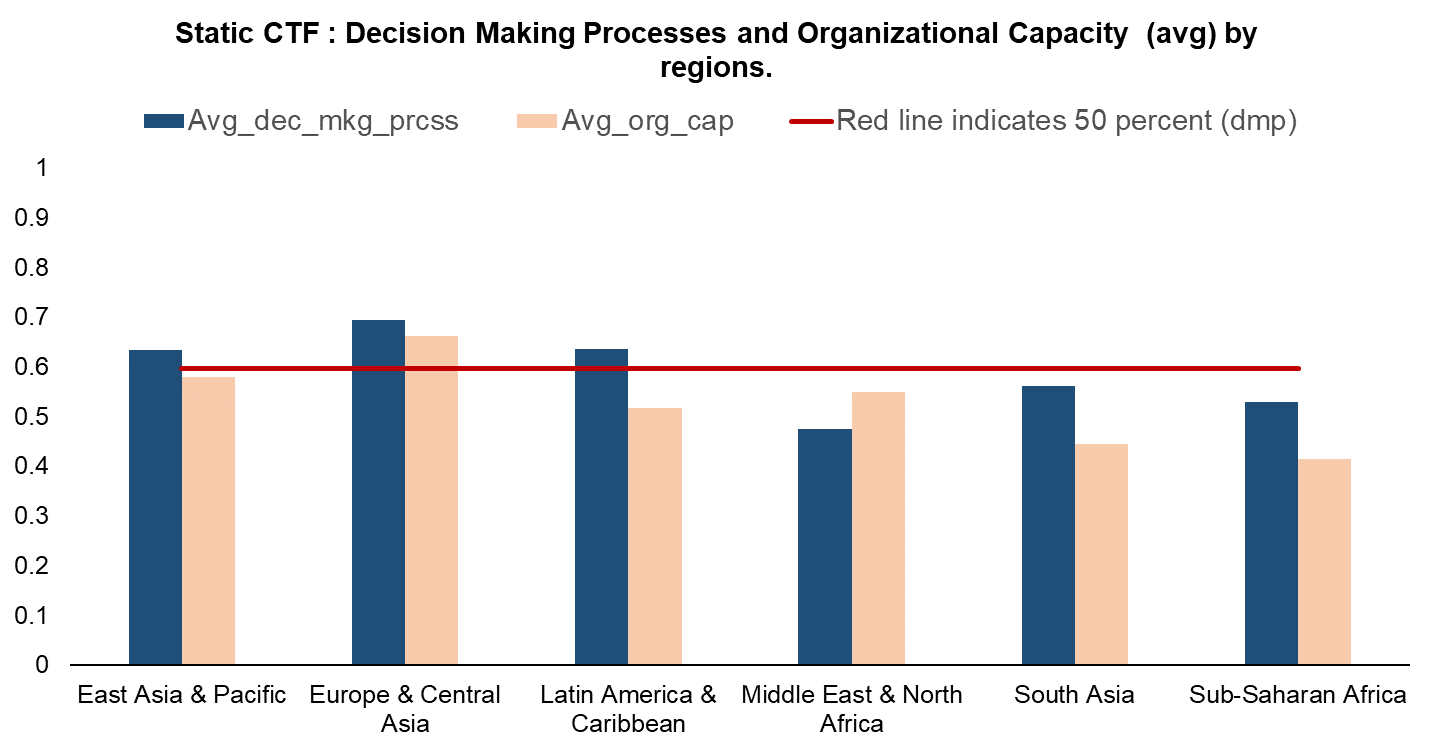 Static CTF : Decision Making Processes and Organizational Capacity (avg) by
regions.
Avg_dec_mkg_prcss Avg_org_cap Red line indicates 50 percent (dmp)
1
0.9
0.8
0.7
0.6
0.5
0.4
0.3
0.2
0.1
0
East Asia & Pacific
Europe & Central
Asia
Latin America &
Caribbean
Middle East & North
Africa
South Asia
Sub-Saharan Africa